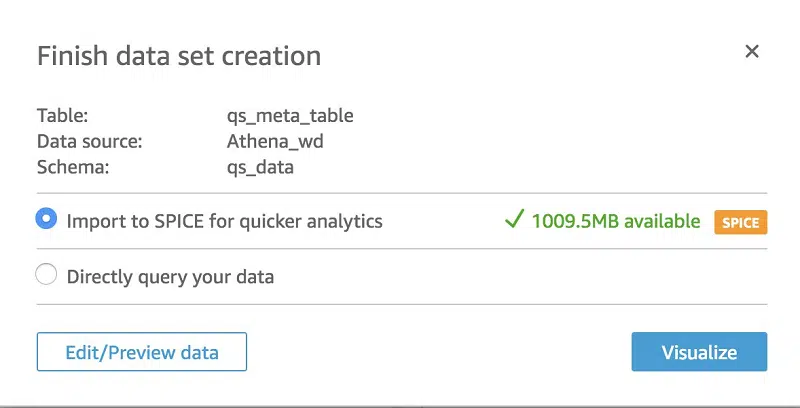 Finish data set creation
Table: qs_meta_table
Data source: Athena_wd
Schema: qs_data
Import to SPICE for quicker analytics 1009.5MB available SPICE
Directly query your data
Edit/Preview data Visualize